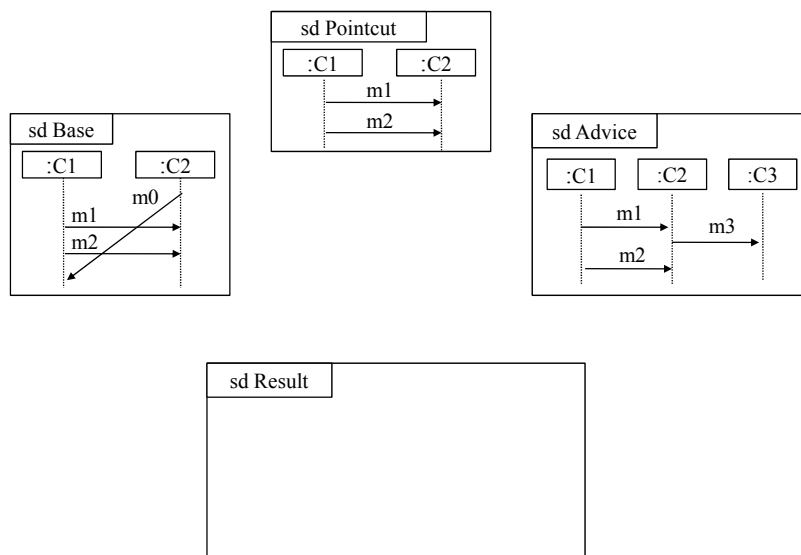 sd Pointcut
:C1 :C2
m1
m2
sd Base
:C1 :C2
m0
m1
m2
sd Advice
:C1 :C2 :C3
m1
m3
m2
sd Result